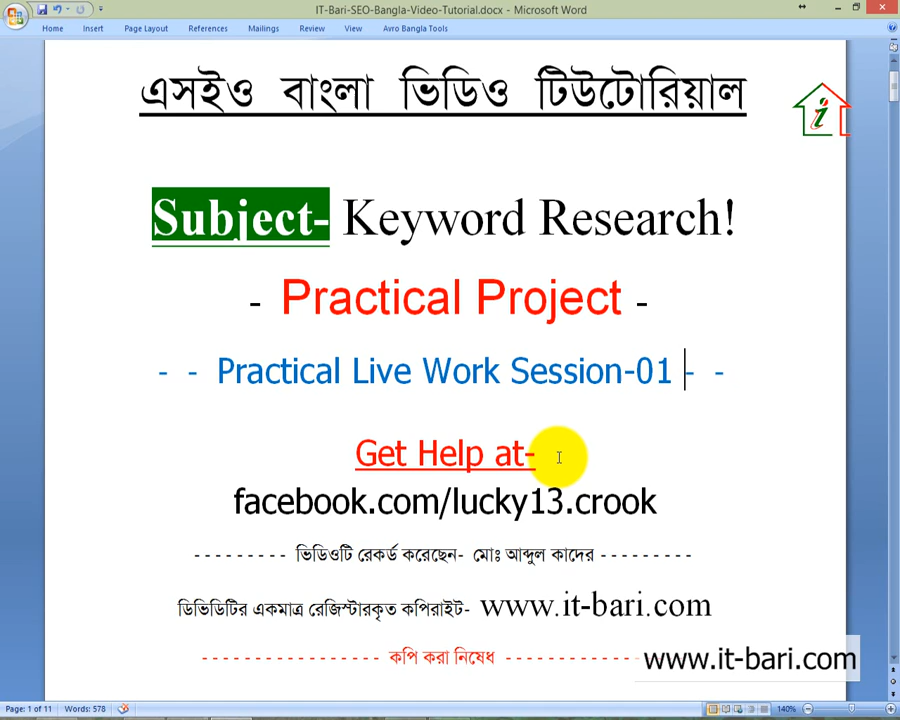 IT-Bari-SEO-Bangla-Video-Tutorial.docx - Microsoft Word
Home Insert Page Layout References Mailings Review View Avro Bangla Tools
এসইও বাংলা ভিডিও টিউটোরিয়াল
i
Subject- Keyword Research!
- Practical Project -
- - Practical Live Work Session-01 - -
Get Help at-
facebook.com/lucky13.crook
--------- ভিডিওটি রেকর্ড করেছেন- মোঃ আব্দুল কাদের ---------
ডিভিডিটির একমাত্র রেজিস্টারকৃত কপিরাইট- www.it-bari.com
------------------ কপি করা নিষেধ -------------
www.it-bari.com
Page: 1 of 11 Words: 578 140%